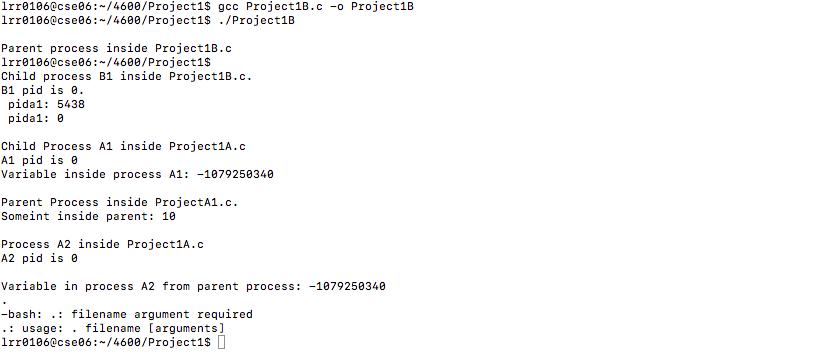 lrr0106@cse06:~/4600/Project1$ gcc Project1B.c -o Project1B
lrr0106@cse06:~/4600/Project1$ ./Project1B
Parent process inside Project1B.c
lrr0106@cse06:~/4600/Project1$
Child process B1 inside Project1B.c.
B1 pid is 0.
pida1: 5438
pida1: 0
Child Process A1 inside Project1A.c
A1 pid is 0
Variable inside process A1: -1079250340
Parent Process inside ProjectA1.c.
Someint inside parent: 10
Process A2 inside Project1A.c
A2 pid is 0
Variable in process A2 from parent process: -1079250340
.
-bash: .: filename argument required
.: usage: . filename [arguments]
lrr0106@cse06:~/4600/Project1$